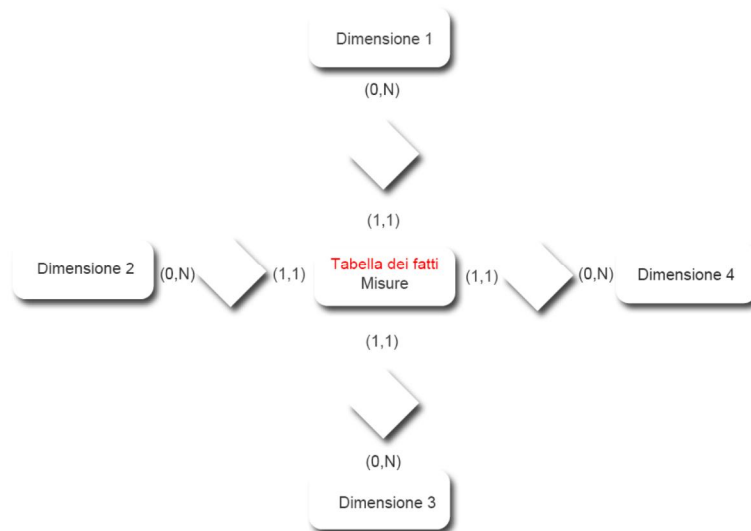 Dimensione 1
(0,N)
(1,1)
Dimensione 2
(0,N)
(1,1)
Tabella dei fatti
Misure
(1,1)
(0,N)
Dimensione 4
(1,1)
(0,N)
Dimensione 3